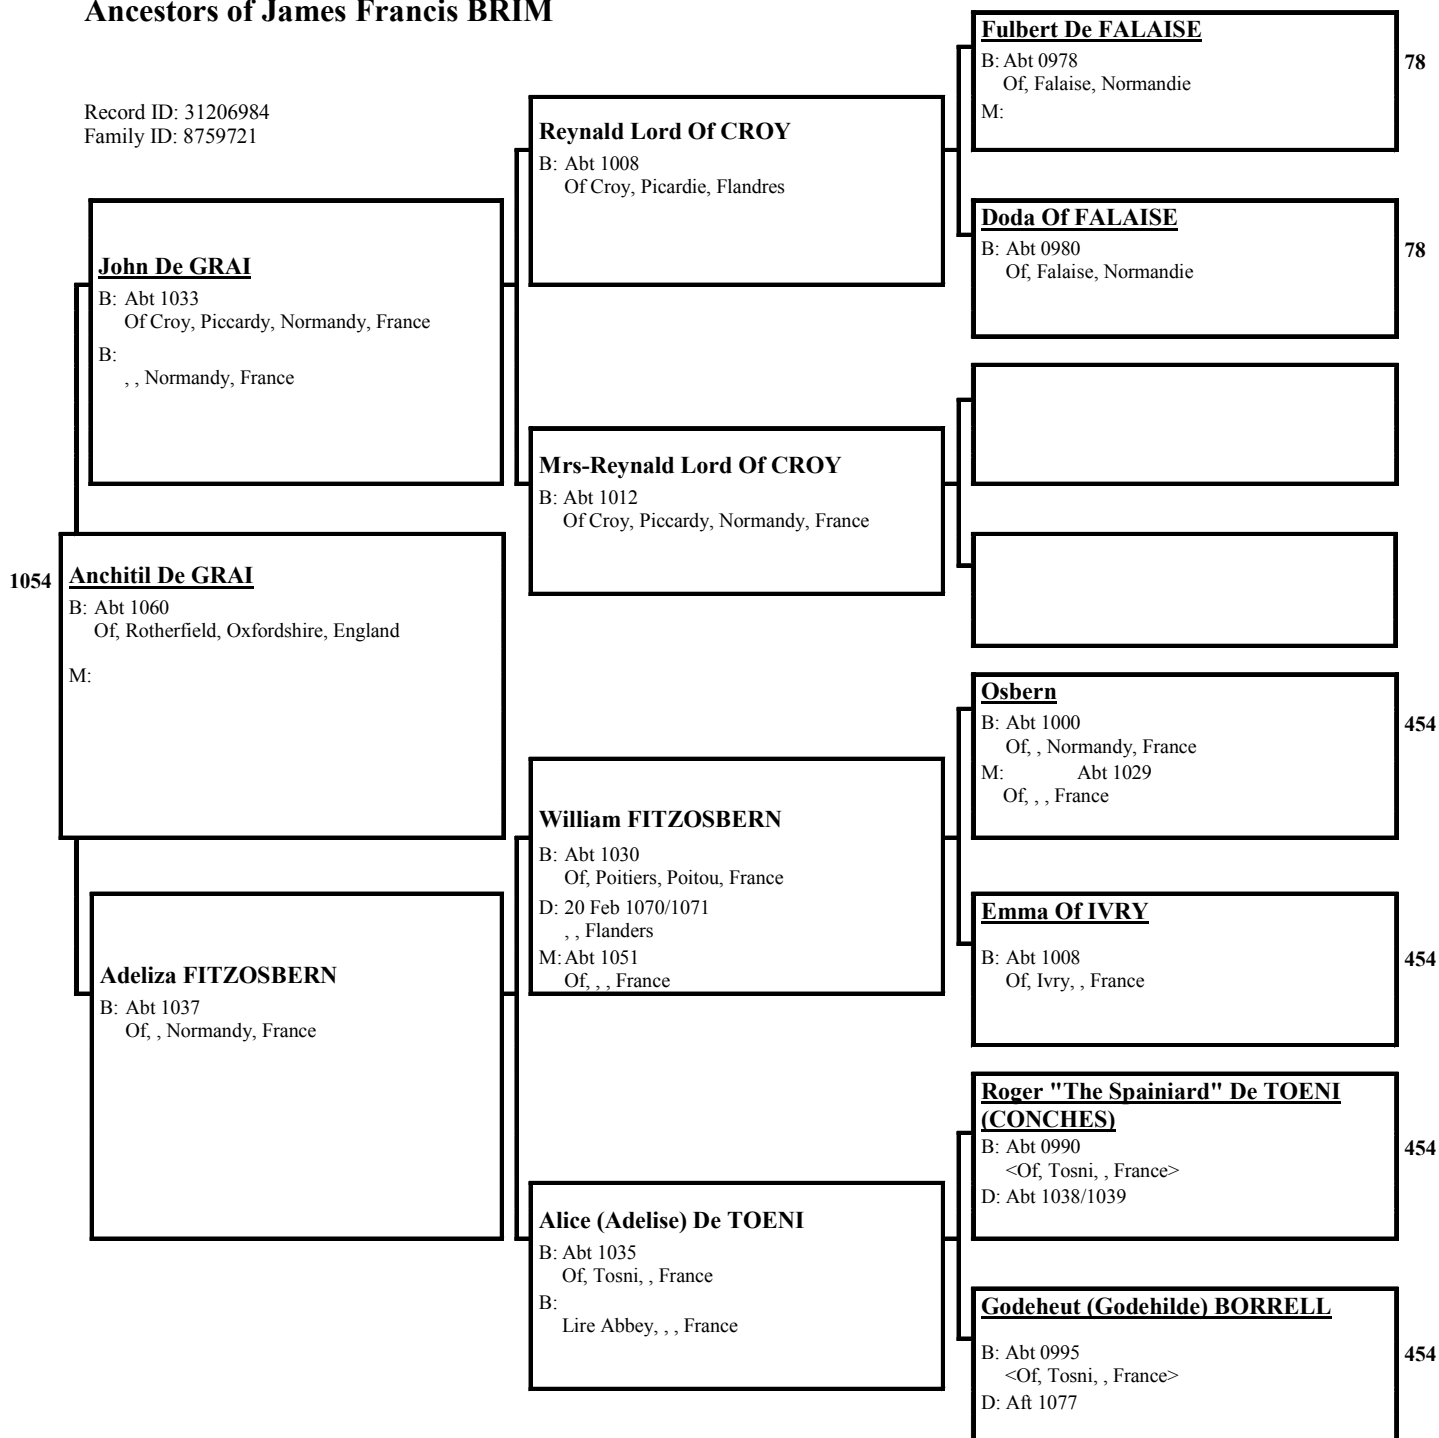 Ancestors of James Francis BRIM
Record ID: 31206984
Family ID: 8759721
1054
Anchitil De GRAI
B: Abt 1060
Of, Rotherfield, Oxfordshire, England
M:
John De GRAI
B: Abt 1033
Of Croy, Piccardy, Normandy, France
B:
, , Normandy, France
Adeliza FITZOSBERN
B: Abt 1037
Of, , Normandy, France
Reynald Lord Of CROY
B: Abt 1008
Of Croy, Picardie, Flandres
Mrs-Reynald Lord Of CROY
B: Abt 1012
Of Croy, Piccardy, Normandy, France
William FITZOSBERN
B: Abt 1030
Of, Poitiers, Poitou, France
D: 20 Feb 1070/1071
, , Flanders
M: Abt 1051
Of, , , France
Alice (Adelise) De TOENI
B: Abt 1035
Of, Tosni, , France
B:
Lire Abbey, , , France
Fulbert De FALAISE
B: Abt 0978
Of, Falaise, Normandie
M:
78
Doda Of FALAISE
B: Abt 0980
Of, Falaise, Normandie
78
Osbern
B: Abt 1000
Of, , Normandy, France
M: Abt 1029
Of, , , France
454
Emma Of IVRY
B: Abt 1008
Of, Ivry, , France
454
Roger "The Spainiard" De TOENI
(CONCHES)
B: Abt 0990
<Of, Tosni, , France>
D: Abt 1038/1039
454
Godeheut (Godehilde) BORRELL
B: Abt 0995
<Of, Tosni, , France>
D: Aft 1077
454